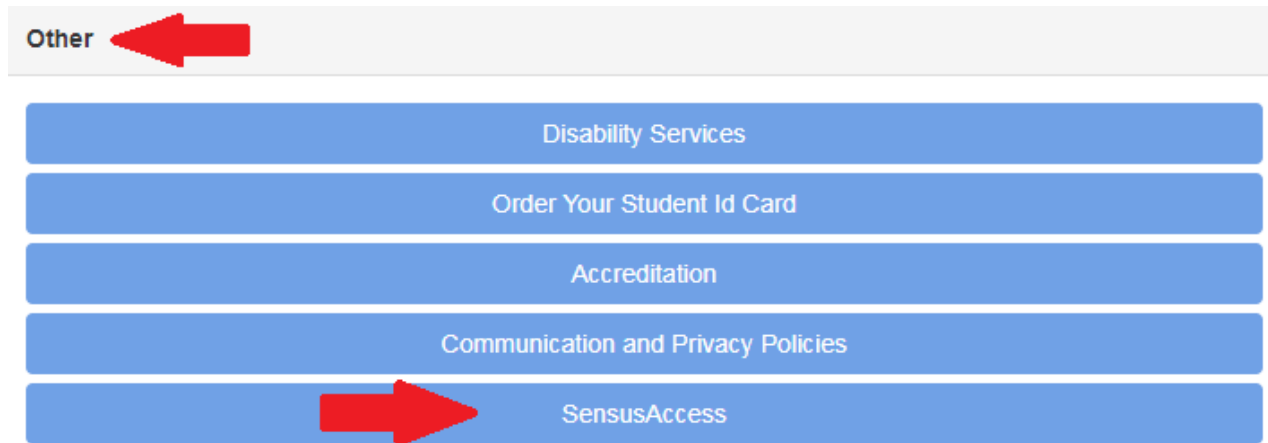 Other
Disability Services
Order Your Student Id Card
Accreditation
Communication and Privacy Policies
SensusAccess